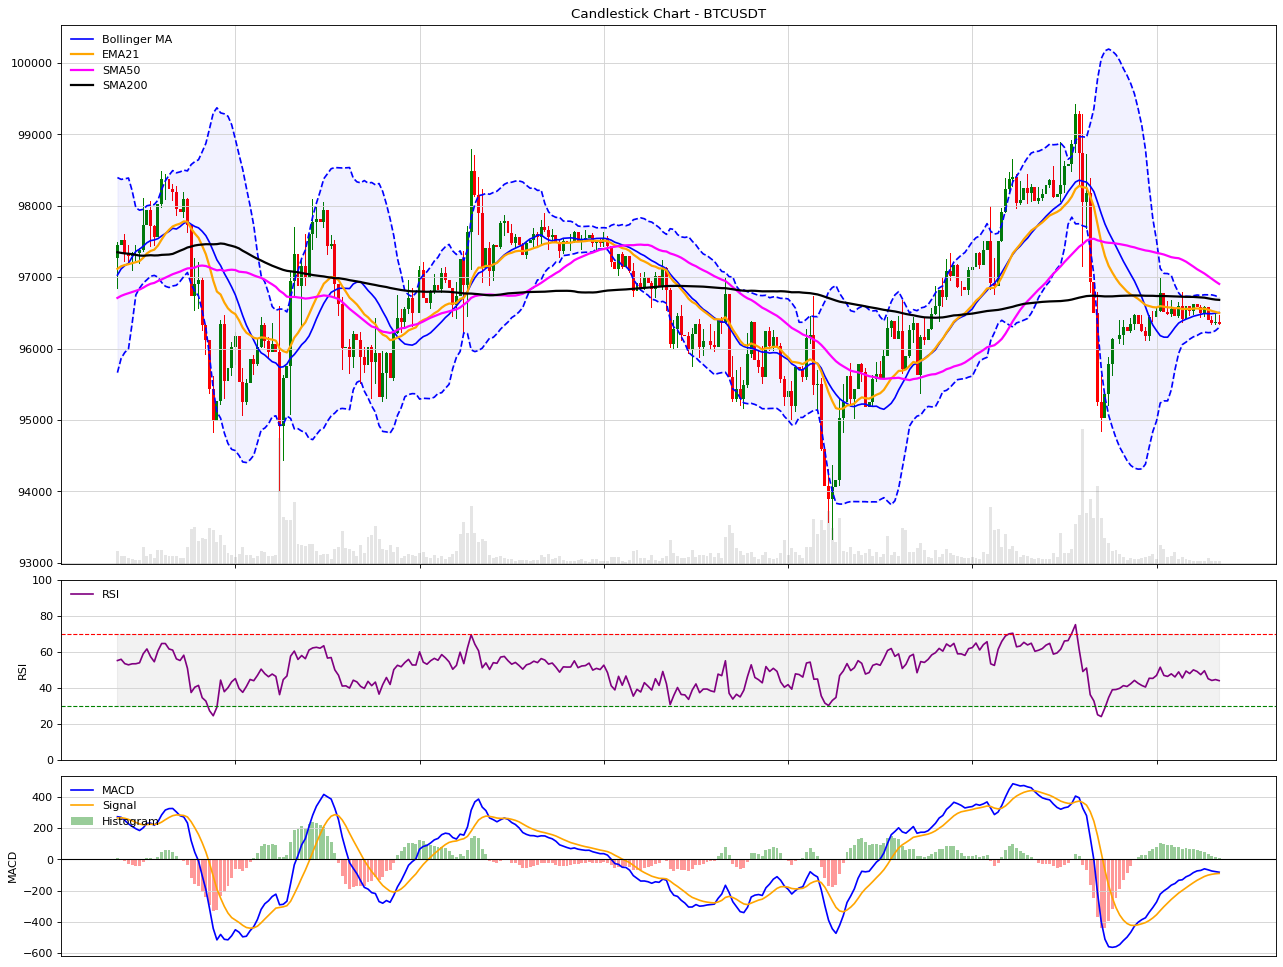 Candlestick Chart - BTCUSDT
Bollinger MA
EMA21
SMA50
SMA200
100000
99000
98000
97000
96000
95000
94000
93000
RSI
100
80
60
40
20
0
RSI
MACD
Signal
Histogram
400
200
0
−200
−400
−600
MACD